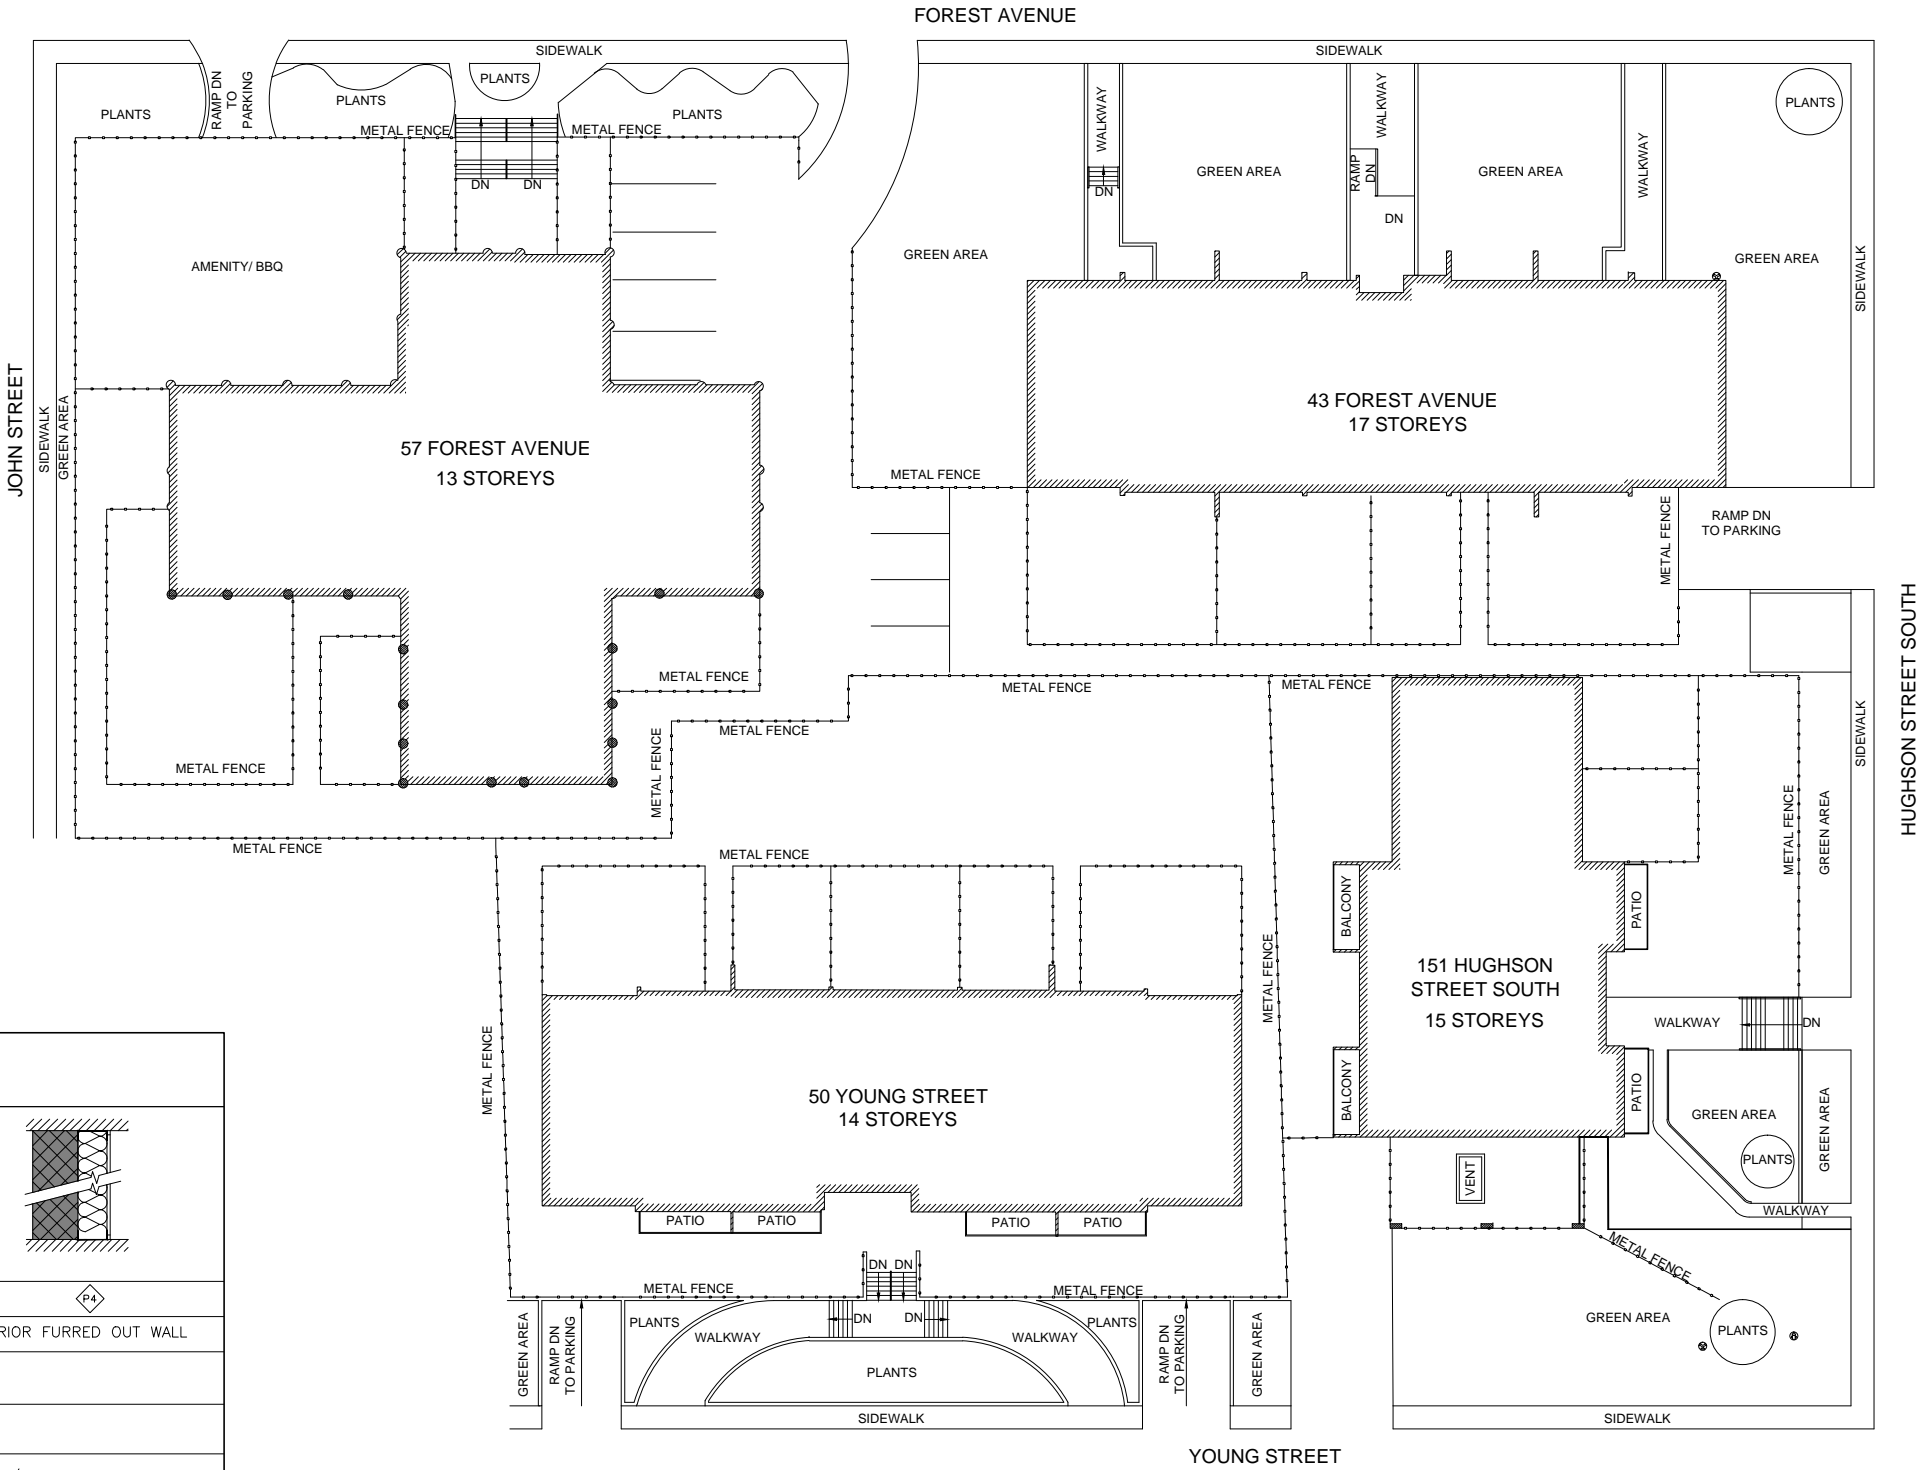 FOREST AVENUE
SIDEWALK
SIDEWALK
PLANTS
RAMP DN
TO
PARKING
PLANTS
PLANTS
PLANTS
METAL FENCE
METAL FENCE
DN
DN
AMENITY/ BBQ
WALKWAY
DN
GREEN AREA
GREEN AREA
WALKWAY
RAMP
DN
DN
GREEN AREA
WALKWAY
PLANTS
GREEN AREA
SIDEWALK
JOHN STREET
SIDEWALK
GREEN AREA
57 FOREST AVENUE
13 STOREYS
43 FOREST AVENUE
17 STOREYS
METAL FENCE
METAL FENCE
RAMP DN
TO PARKING
HUGHSON STREET SOUTH
METAL FENCE
METAL FENCE
METAL FENCE
METAL FENCE
METAL FENCE
METAL FENCE
METAL FENCE
METAL FENCE
SIDEWALK
METAL FENCE
GREEN AREA
METAL FENCE
METAL FENCE
METAL FENCE
BALCONY
PATIO
151 HUGHSON
STREET SOUTH
15 STOREYS
WALKWAY
DN
50 YOUNG STREET
14 STOREYS
BALCONY
PATIO
GREEN AREA
PLANTS
GREEN AREA
VENT
WALKWAY
PATIO
PATIO
PATIO
PATIO
METAL FENCE
DN
DN
METAL FENCE
METAL FENCE
GREEN AREA
RAMP DN
TO PARKING
PLANTS
WALKWAY
DN
DN
WALKWAY
PLANTS
PLANTS
RAMP DN
TO PARKING
GREEN AREA
GREEN AREA
PLANTS
SIDEWALK
SIDEWALK
YOUNG STREET
P4
RIOR FURRED OUT WALL